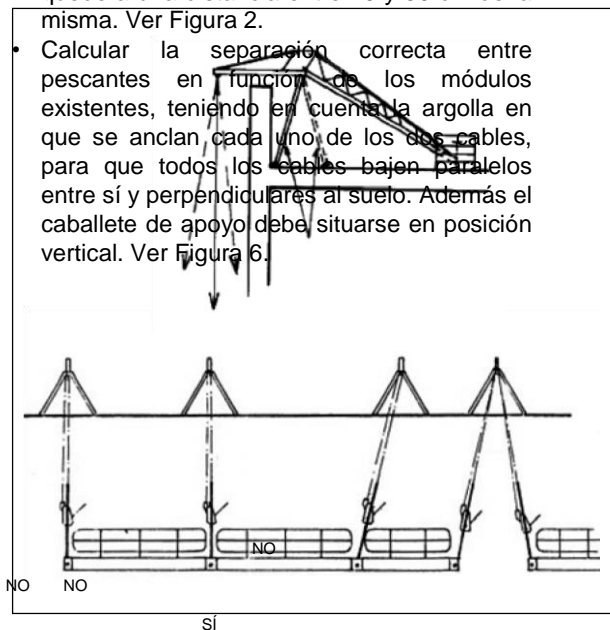 misma. Ver Figura 2.
• Calcular la separación correcta entre
pescantes en función de los módulos
existentes, teniendo en cuenta la argolla en
que se anclan cada uno de los dos cables,
para que todos los cables bajen paralelos
entre sí y perpendiculares al suelo. Además el
caballete de apoyo debe situarse en posición
vertical. Ver Figura 6.
NO
NO NO
SÍ